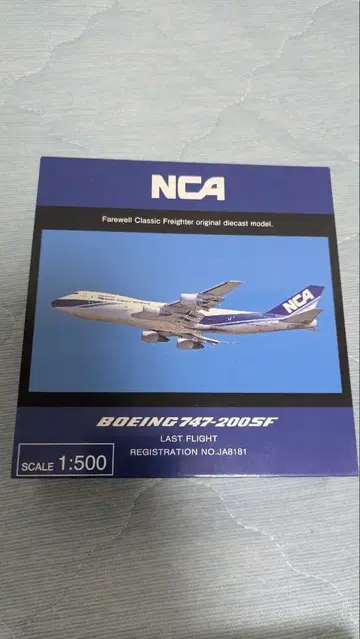 NCA
Farewell Classic Freighter original diecast model.
NCA
BOEING 747-200SF
LAST FLIGHT
REGISTRATION NO.JA8181
SCALE 1:500